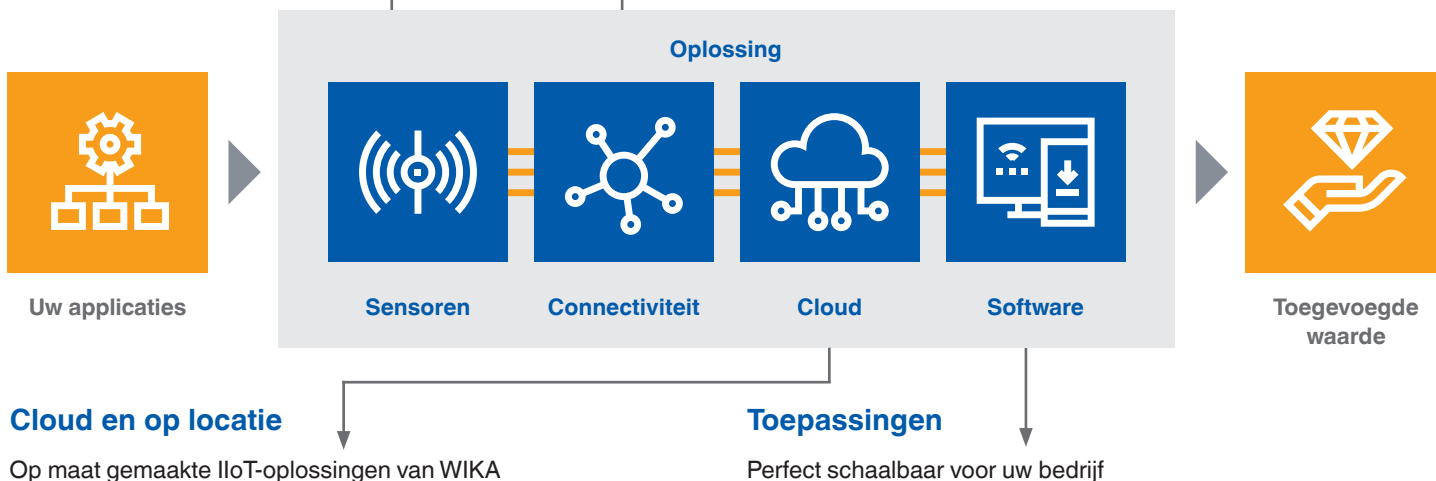 Oplossing
Uw applicaties
Sensoren
Connectiviteit
Cloud
Software
Toegevoegde
waarde
Cloud en op locatie
Op maat gemaakte IIoT-oplossingen van WIKA
Toepassingen
Perfect schaalbaar voor uw bedrijf